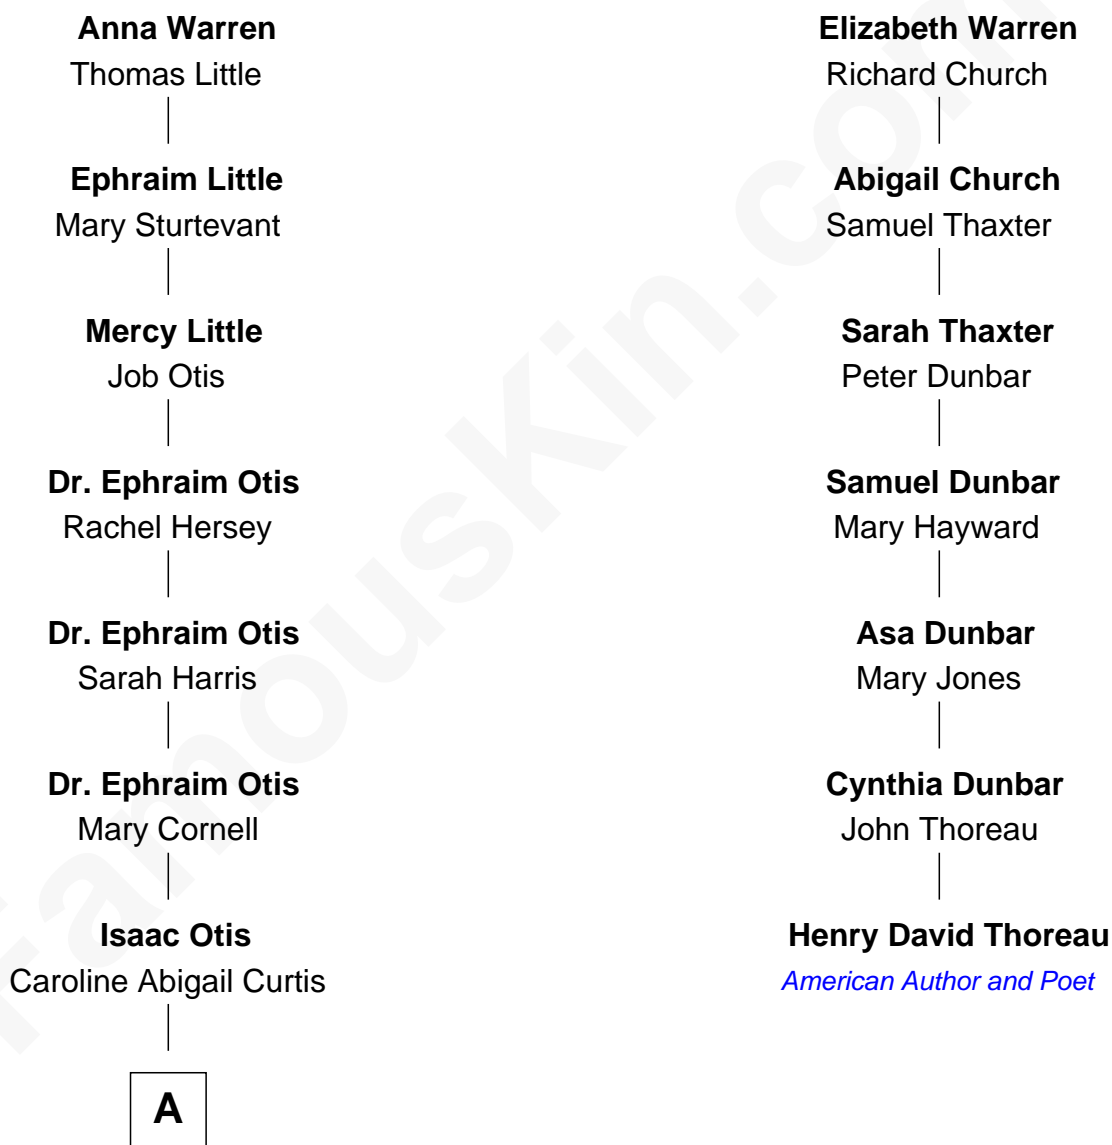 Anna Warren
Thomas Little
Ephraim Little
Mary Sturtevant
Mercy Little
Job Otis
Dr. Ephraim Otis
Rachel Hersey
Dr. Ephraim Otis
Sarah Harris
Dr. Ephraim Otis
Mary Cornell
Isaac Otis
Caroline Abigail Curtis
A
Elizabeth Warren
Richard Church
Abigail Church
Samuel Thaxter
Sarah Thaxter
Peter Dunbar
Samuel Dunbar
Mary Hayward
Asa Dunbar
Mary Jones
Cynthia Dunbar
John Thoreau
Henry David Thoreau
American Author and Poet
FamousKin.com